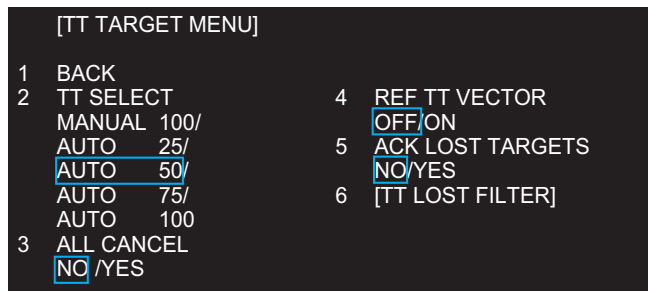 [TT TARGET MENU]
1 BACK
2 TT SELECT
MANUAL 100/
AUTO 25/
AUTO 50/
AUTO 75/
AUTO 100
3 ALL CANCEL
NO /YES
4 REF TT VECTOR
OFF/ON
5 ACK LOST TARGETS
NO/YES
6 [TT LOST FILTER]